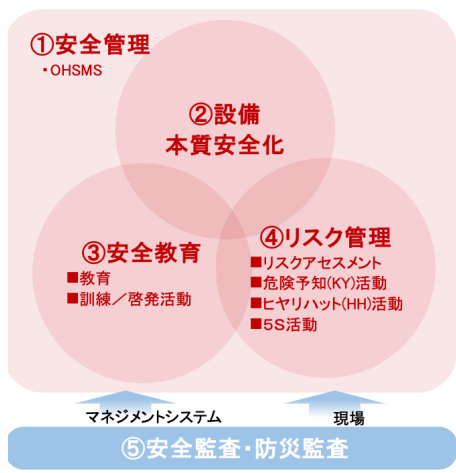 ①安全管理
・OHSMS
②設備
本質安全化
③安全教育
■教育
■訓練／啓発活動
④リスク管理
■リスクアセスメント
■危険予知(KY)活動
■ヒヤリハット(HH)活動
■5S活動
マネジメントシステム
現場
⑤安全監査・防災監査